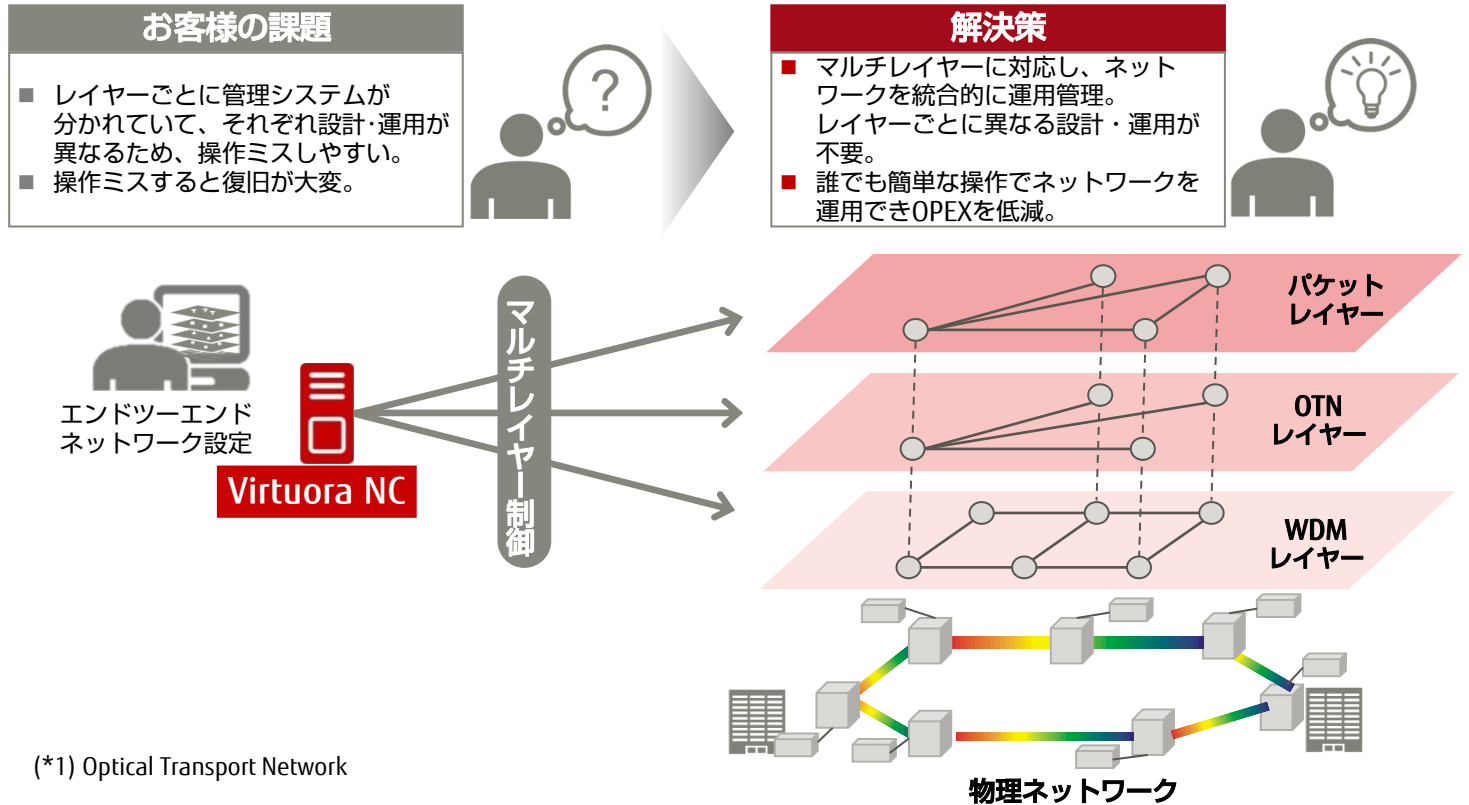 お客様の課題
■ レイヤーごとに管理システムが
分かれていて、それぞれ設計･運用が
異なるため、操作ミスしやすい。
■ 操作ミスすると復旧が大変。
?
解決策
■ マルチレイヤーに対応し、ネット
ワークを統合的に運用管理。
レイヤーごとに異なる設計・運用が
不要。
■ 誰でも簡単な操作でネットワークを
運用できOPEXを低減。
エンドツーエンド
ネットワーク設定
Virtuora NC
マルチレイヤー制御
パケット
レイヤー
OTN
レイヤー
WDM
レイヤー
物理ネットワーク
(*1) Optical Transport Network